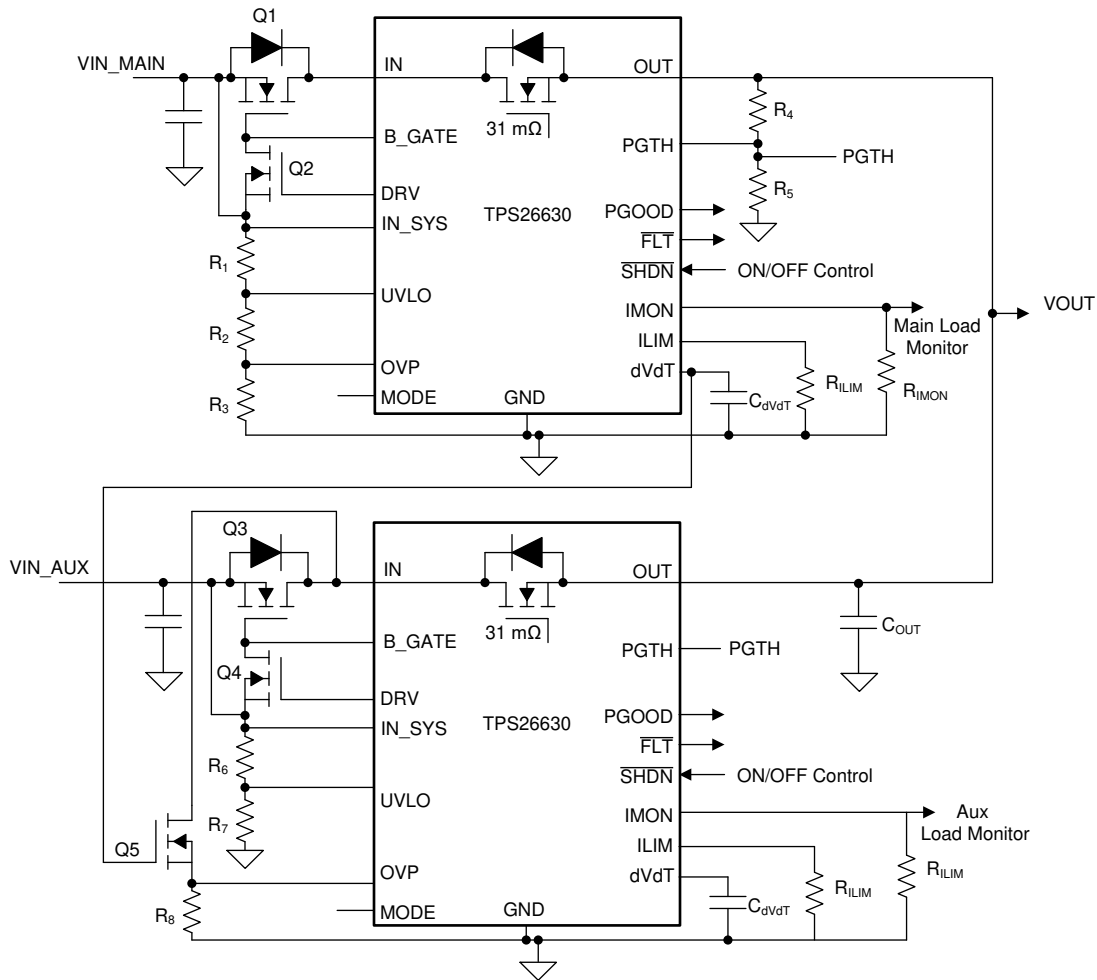 Q1
VIN_MAIN
IN
OUT
31 mΩ
R4
B_GATE
PGTH
PGTH
Q2
R5
DRV
TPS26630
PGOOD
IN_SYS
FLT
R1
SHDN
ON/OFF Control
UVLO
IMON
VOUT
Main Load
Monitor
R2
ILIM
OVP
dVdT
RILIM
RIMON
R3
MODE
GND
CdVdT
Q3
VIN_AUX
IN
OUT
31 mΩ
COUT
B_GATE
PGTH
PGTH
Q4
DRV
TPS26630
PGOOD
IN_SYS
FLT
R6
SHDN
ON/OFF Control
UVLO
R7
IMON
Aux
Load Monitor
Q5
ILIM
OVP
dVdT
RILIM
RILIM
R8
MODE
GND
CdVdT